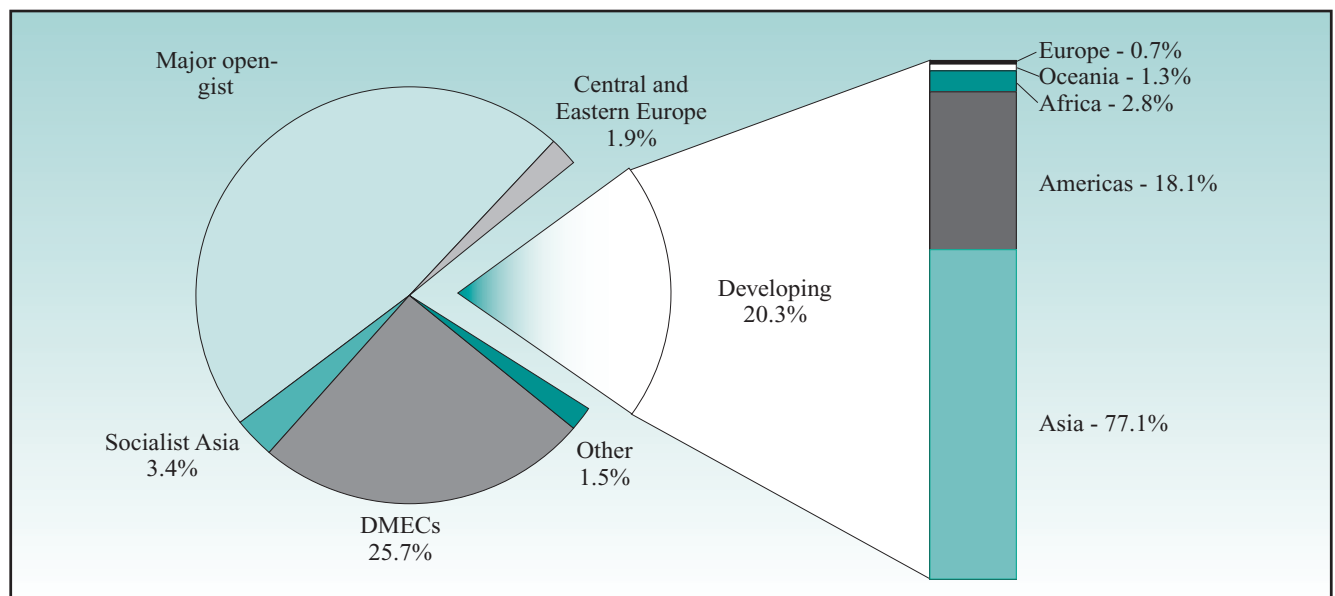 Major open-
gist
Central and
Eastern Europe
1.9%
Developing
20.3%
Other
1.5%
DMECs
25.7%
Socialist Asia
3.4%
Europe - 0.7%
Oceania - 1.3%
Africa - 2.8%
Americas - 18.1%
Asia - 77.1%